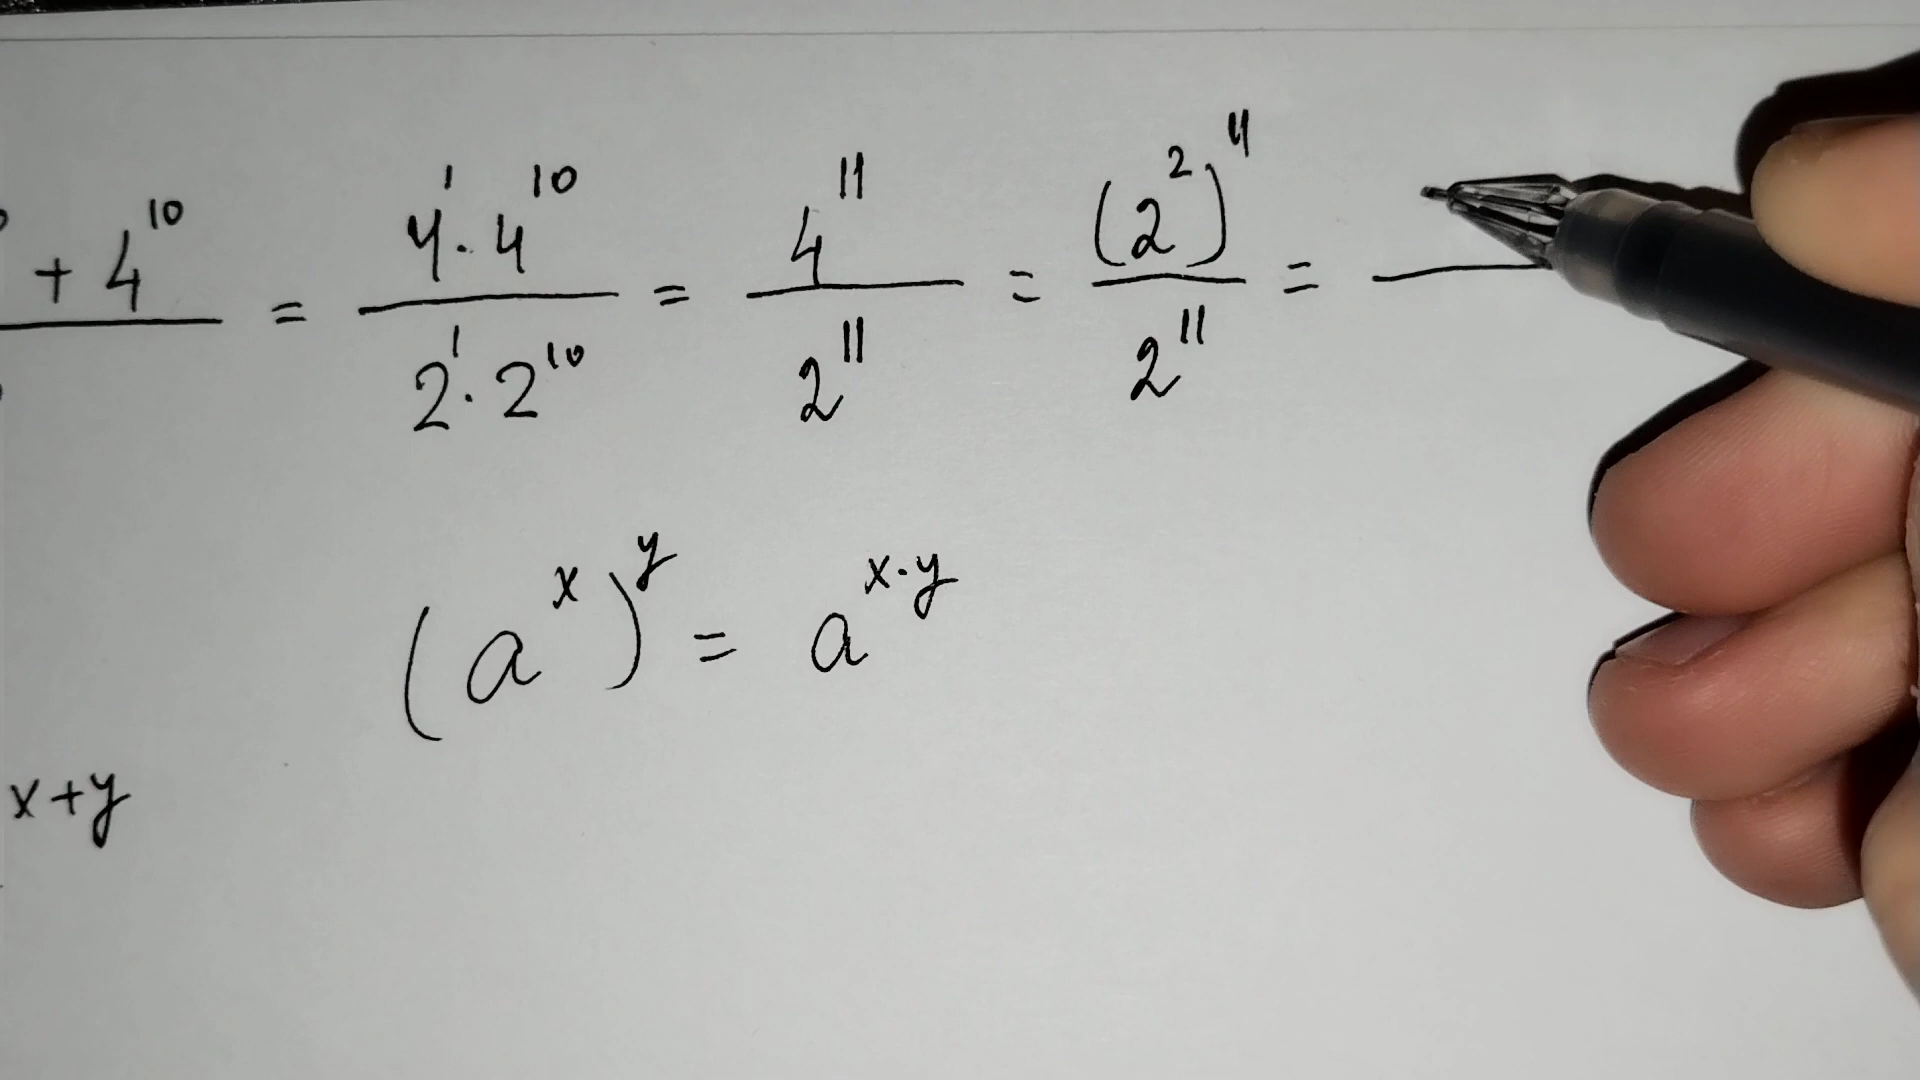 + 4^10 / = 4^1 · 4^10 / 2^1 · 2^10 = 4^11 / 2^11 = (2^2)^11 / 2^11 =
(a^x)^y = a^x·y
x+y